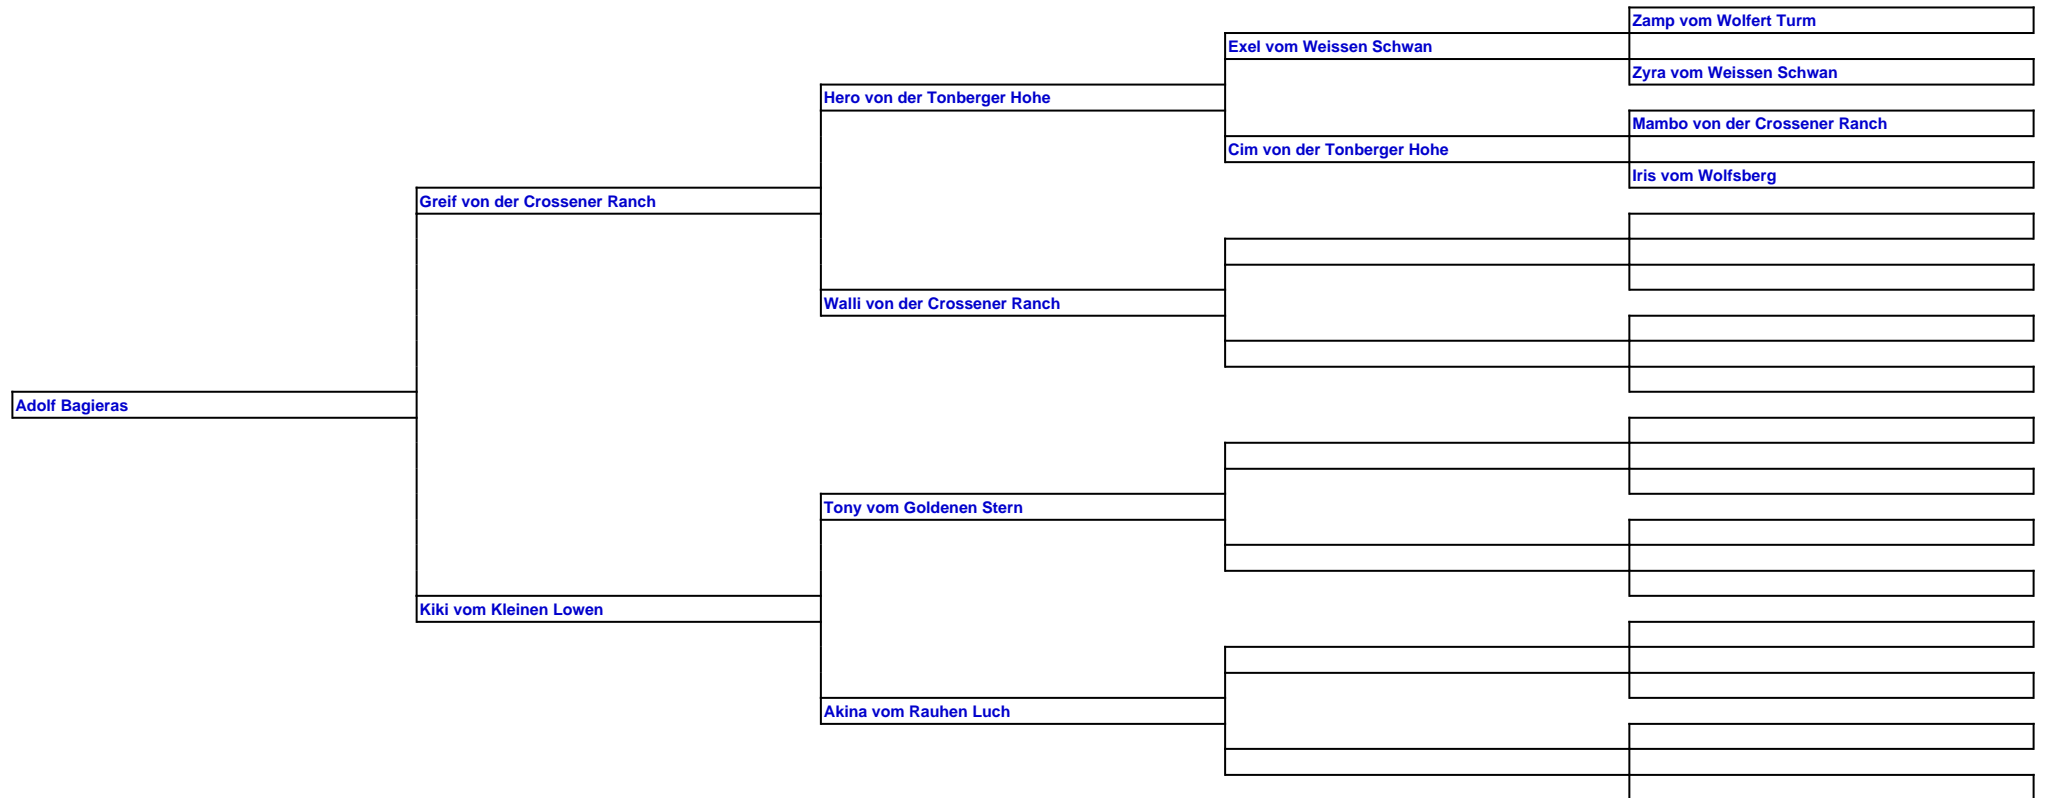 Zamp vom Wolfert Turm
Exel vom Weissen Schwan
Zyra vom Weissen Schwan
Hero von der Tonberger Hohe
Mambo von der Crossener Ranch
Cim von der Tonberger Hohe
Iris vom Wolfsberg
Greif von der Crossener Ranch
Walli von der Crossener Ranch
Adolf Bagieras
Tony vom Goldenen Stern
Kiki vom Kleinen Lowen
Akina vom Rauhen Luch